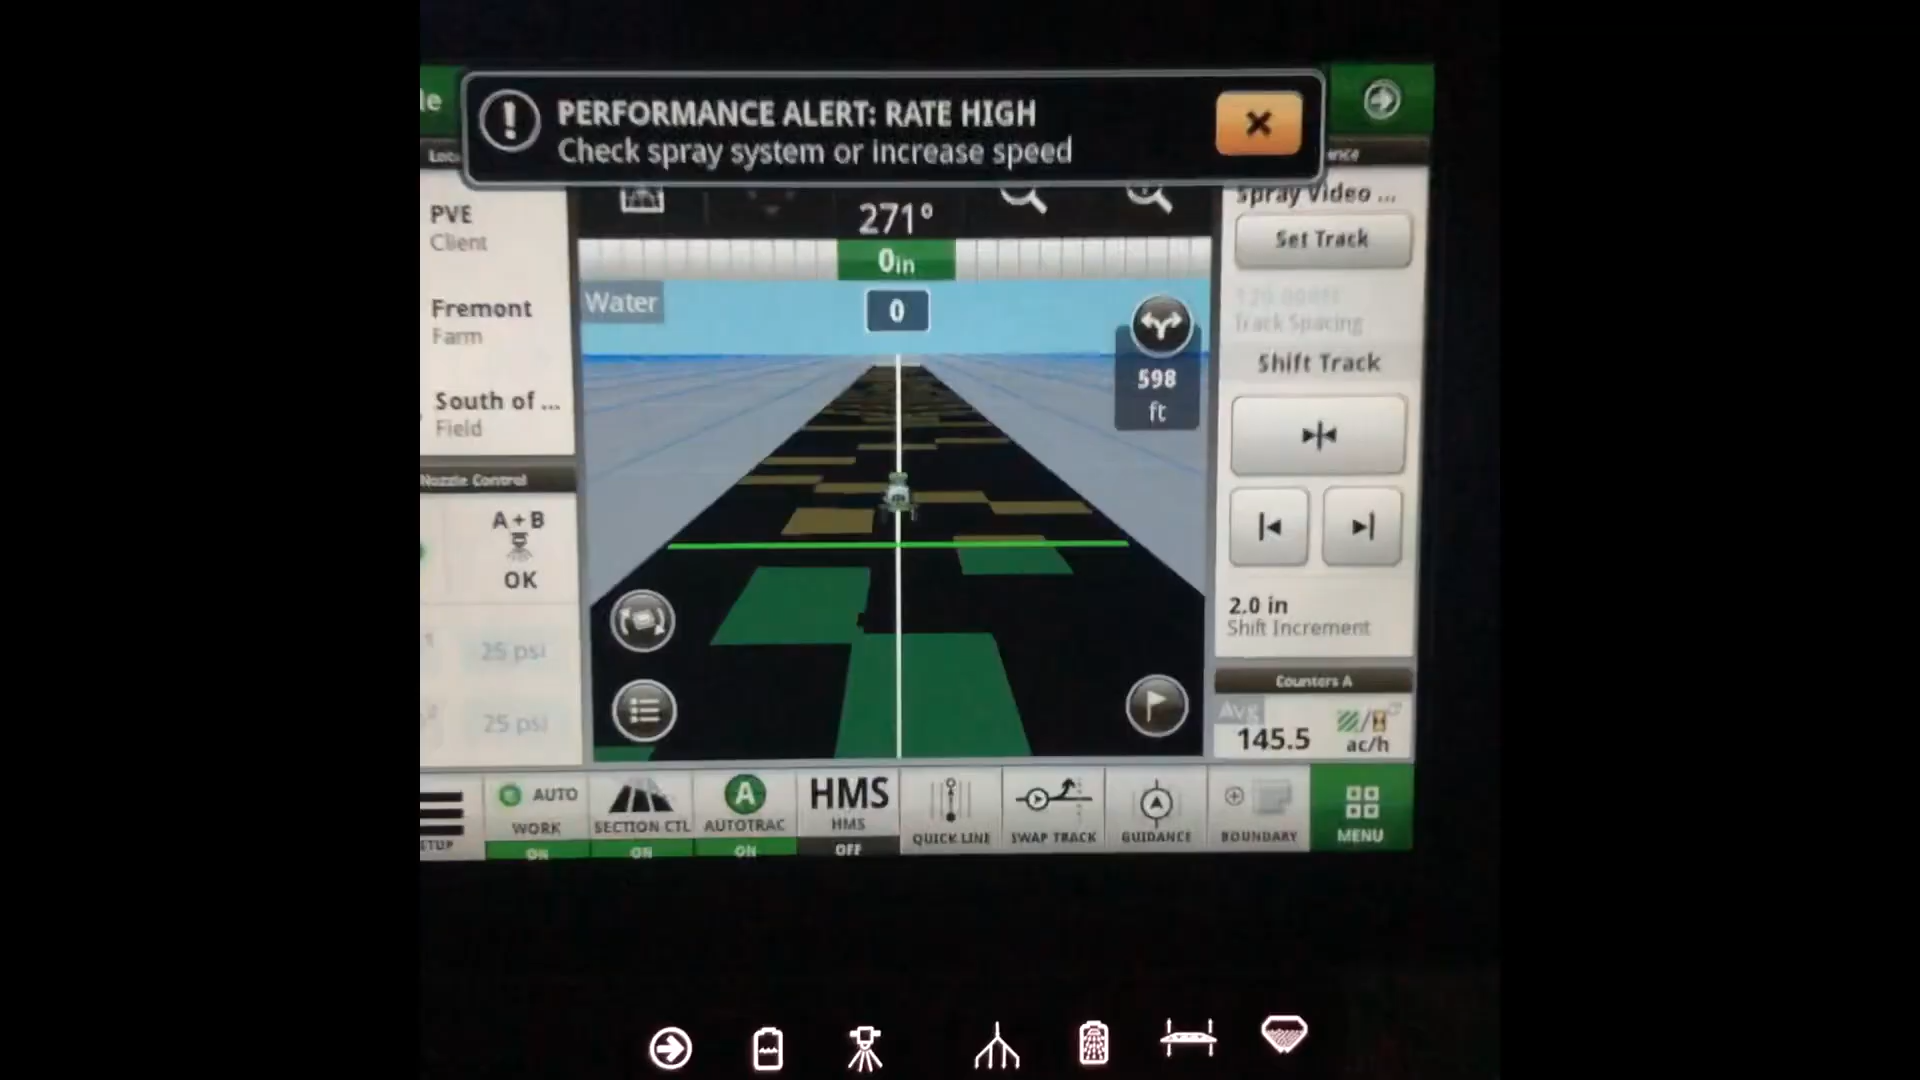 le
PERFORMANCE ALERT: RATE HIGH
Check spray system or increase speed
PVE
Client
Fremont
Farm
South of ...
Field
Nozzle Control
A + B
OK
1
25 psi
2
25 psi
271°
0in
Water
0
598
ft
Spray Video ...
Set Track
Track Spacing
Shift Track
2.0 in
Shift Increment
Counters A
Avg
145.5
ac/h
TUP
AUTO
WORK
ON
SECTION CTL
ON
A
AUTOTRAC
ON
HMS
HMS
OFF
QUICK LINE
SWAP TRACK
GUIDANCE
BOUNDARY
MENU